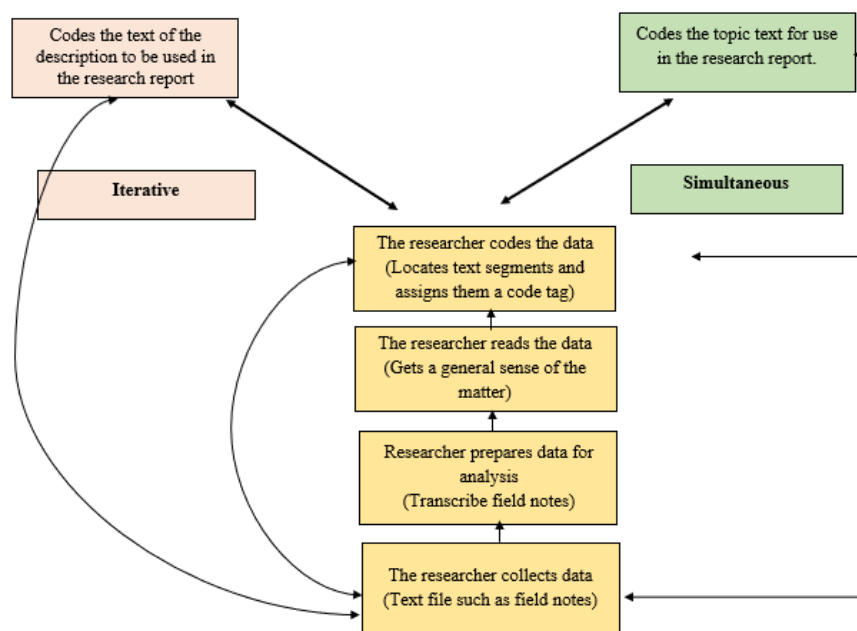 Codes the text of the
description to be used in
the research report
Codes the topic text for use
in the research report.
Iterative
Simultaneous
The researcher codes the data
(Locates text segments and
assigns them a code tag)
The researcher reads the data
(Gets a general sense of the
matter)
Researcher prepares data for
analysis
(Transcribe field notes)
The researcher collects data
(Text file such as field notes)